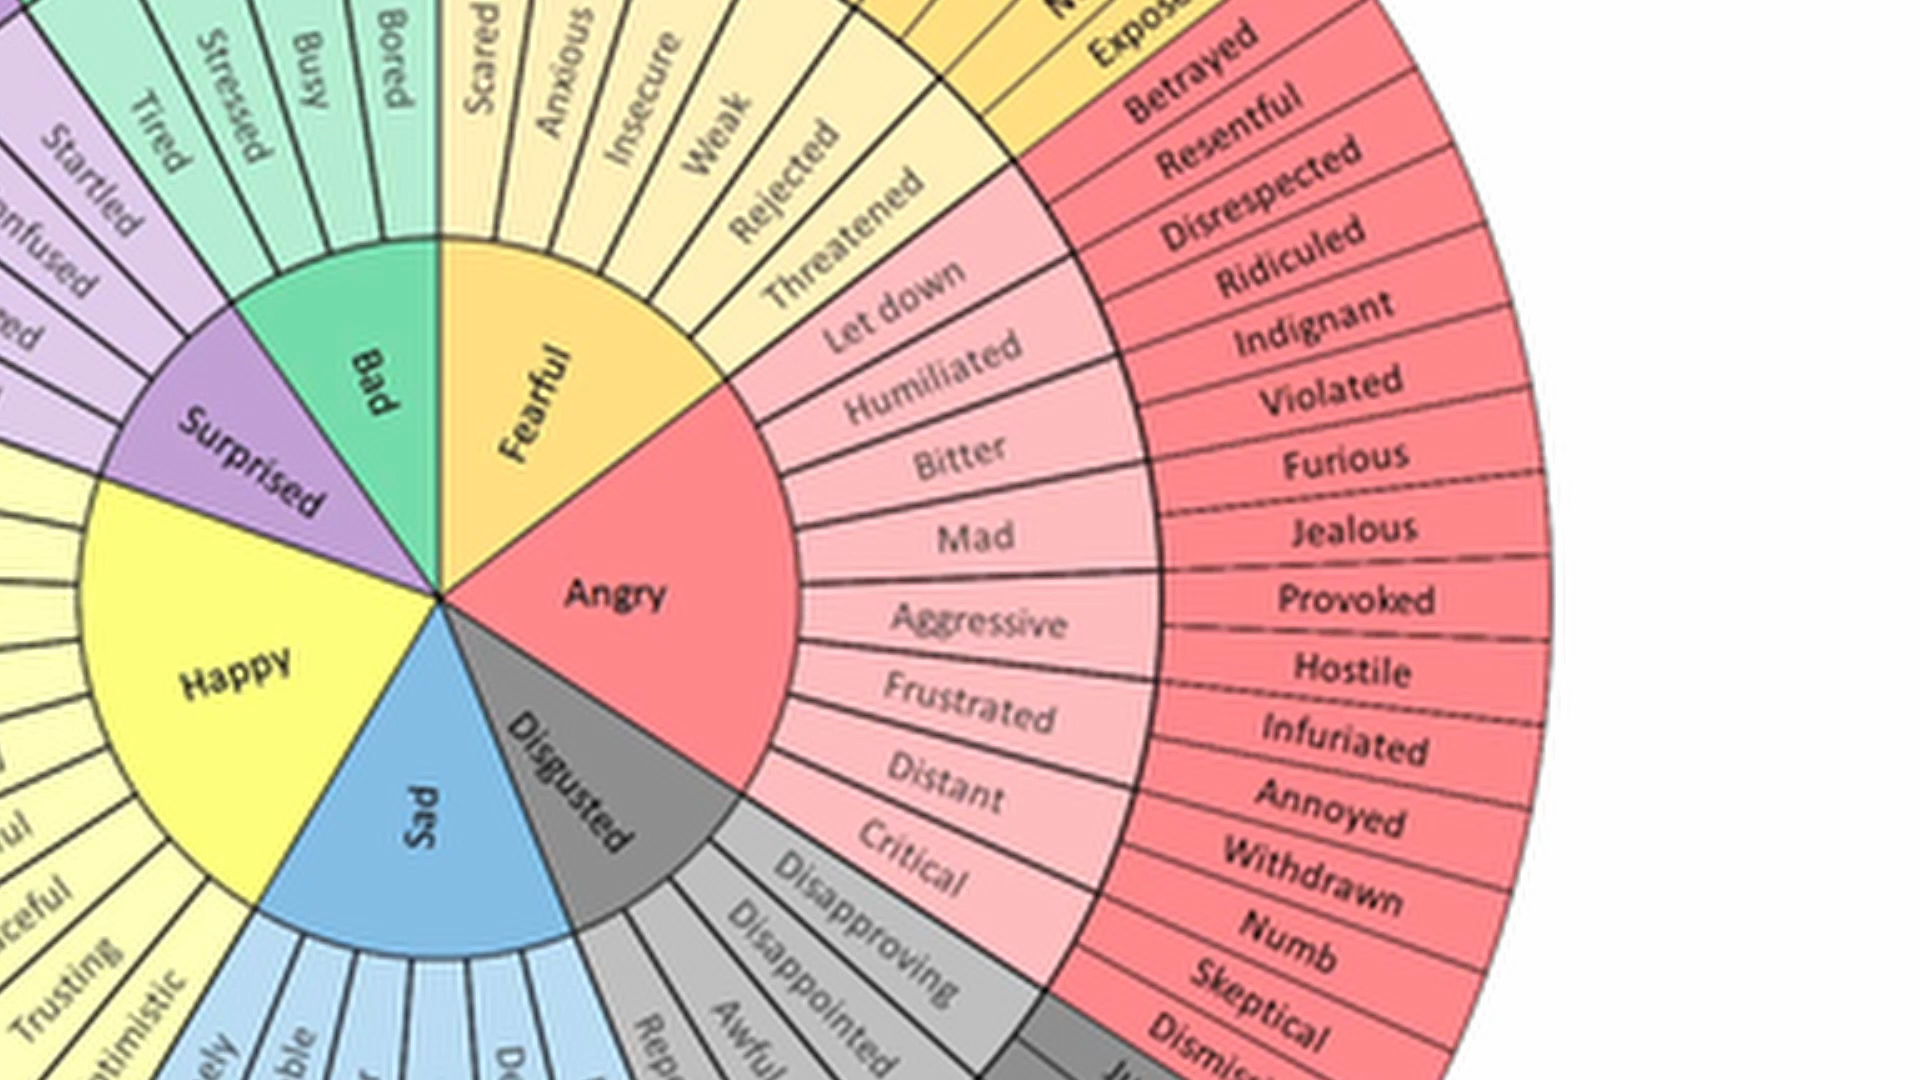 Bad
Fearful
Angry
Disgusted
Sad
Happy
Surprised
Startled
Tired
Stressed
Busy
Bored
Scared
Anxious
Insecure
Weak
Rejected
Threatened
Let down
Humiliated
Bitter
Mad
Aggressive
Frustrated
Distant
Critical
Disapproving
Disappointed
Awful
Trusting
Betrayed
Resentful
Disrespected
Ridiculed
Indignant
Violated
Furious
Jealous
Provoked
Hostile
Infuriated
Annoyed
Withdrawn
Numb
Skeptical